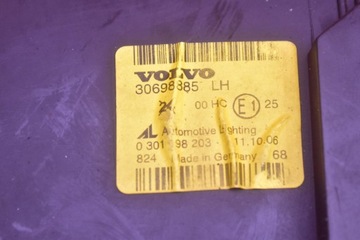 VOLVO
30698885 LH
00 HC E1 25
AL Automotive Lighting
0 301 198 203 11.10.06
824 Made in Germany 68